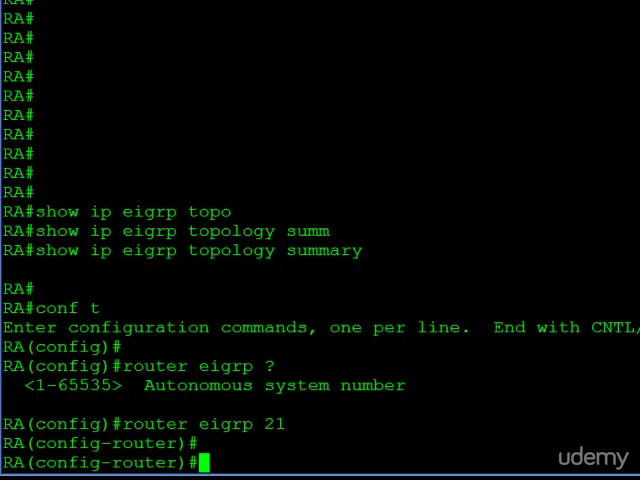 RA#
RA#
RA#
RA#
RA#
RA#
RA#
RA#
RA#
RA#
RA#show ip eigrp topo
RA#show ip eigrp topology summ
RA#show ip eigrp topology summary
RA#
RA#conf t
Enter configuration commands, one per line.  End with CNTL/
RA(config)#
RA(config)#router eigrp ?
  <1-65535>  Autonomous system number
RA(config)#router eigrp 21
RA(config-router)#
RA(config-router)#
udemy